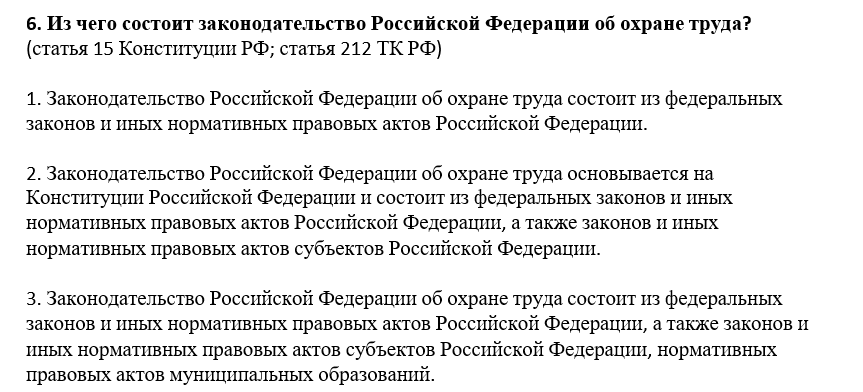 6. Из чего состоит законодательство Российской Федерации об охране труда?
(статья 15 Конституции РФ; статья 212 ТК РФ)
1. Законодательство Российской Федерации об охране труда состоит из федеральных
законов и иных нормативных правовых актов Российской Федерации.
2. Законодательство Российской Федерации об охране труда основывается на
Конституции Российской Федерации и состоит из федеральных законов и иных
нормативных правовых актов Российской Федерации, а также законов и иных
нормативных правовых актов субъектов Российской Федерации.
3. Законодательство Российской Федерации об охране труда состоит из федеральных
законов и иных нормативных правовых актов Российской Федерации, а также законов и
иных нормативных правовых актов субъектов Российской Федерации, нормативных
правовых актов муниципальных образований.